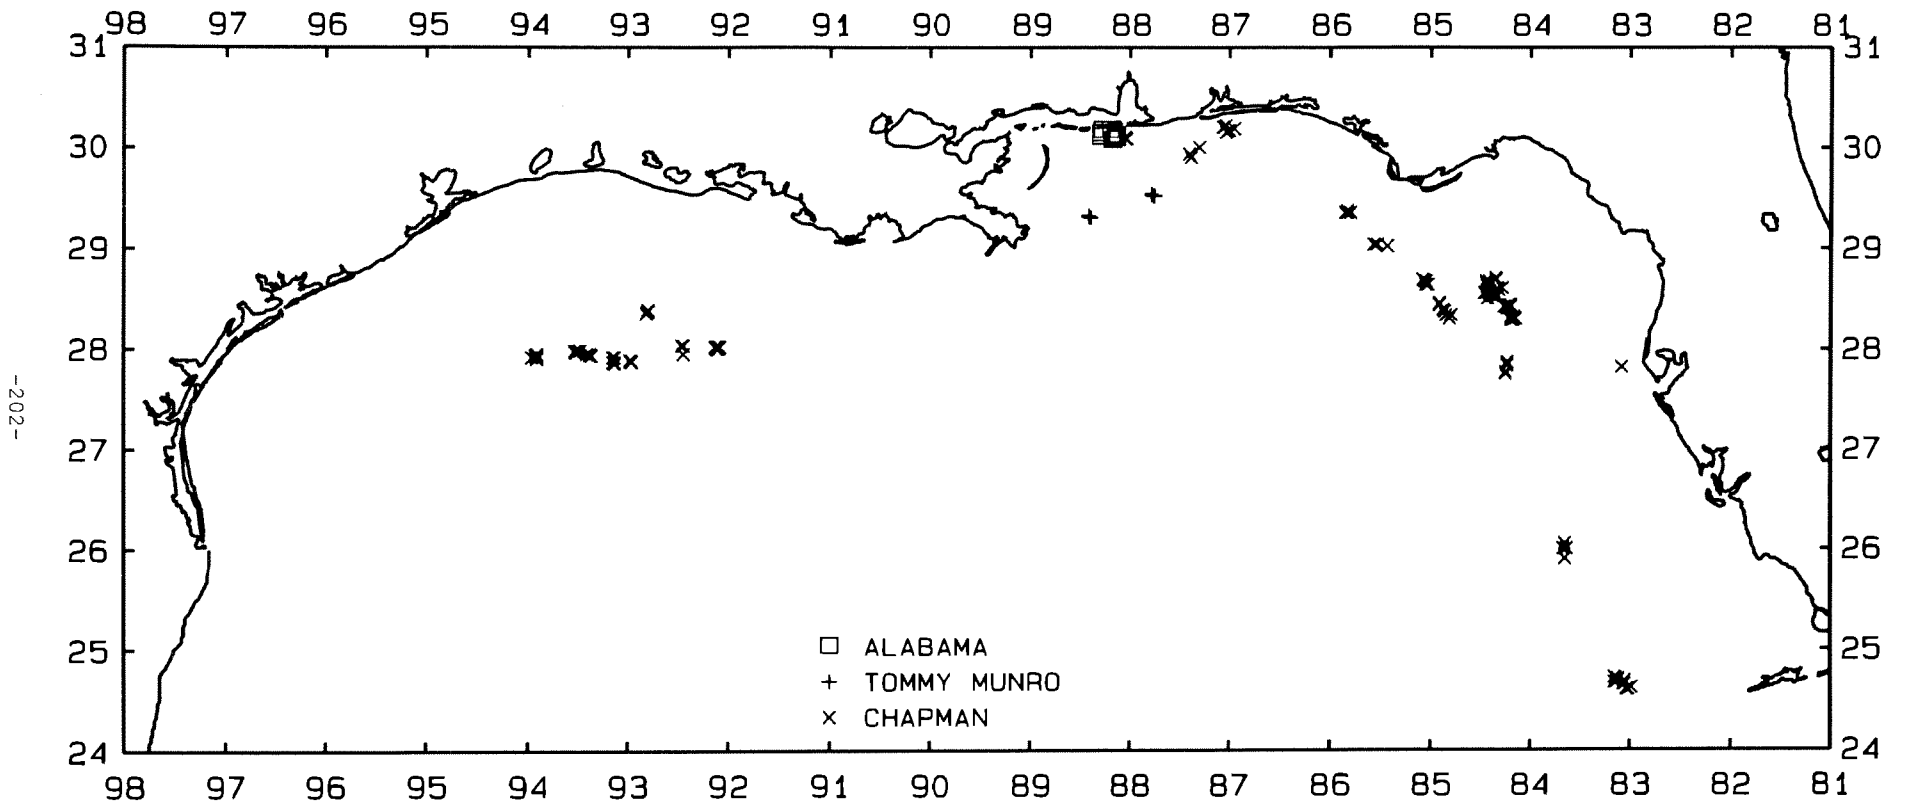 98 97 96 95 94 93 92 91 90 89 88 87 86 85 84 83 82 81
31 31
30 30
29 29
28 28
-202-
27 27
26 26
25 25
□ ALABAMA
+ TOMMY MUNRO
× CHAPMAN
24 24
98 97 96 95 94 93 92 91 90 89 88 87 86 85 84 83 82 81